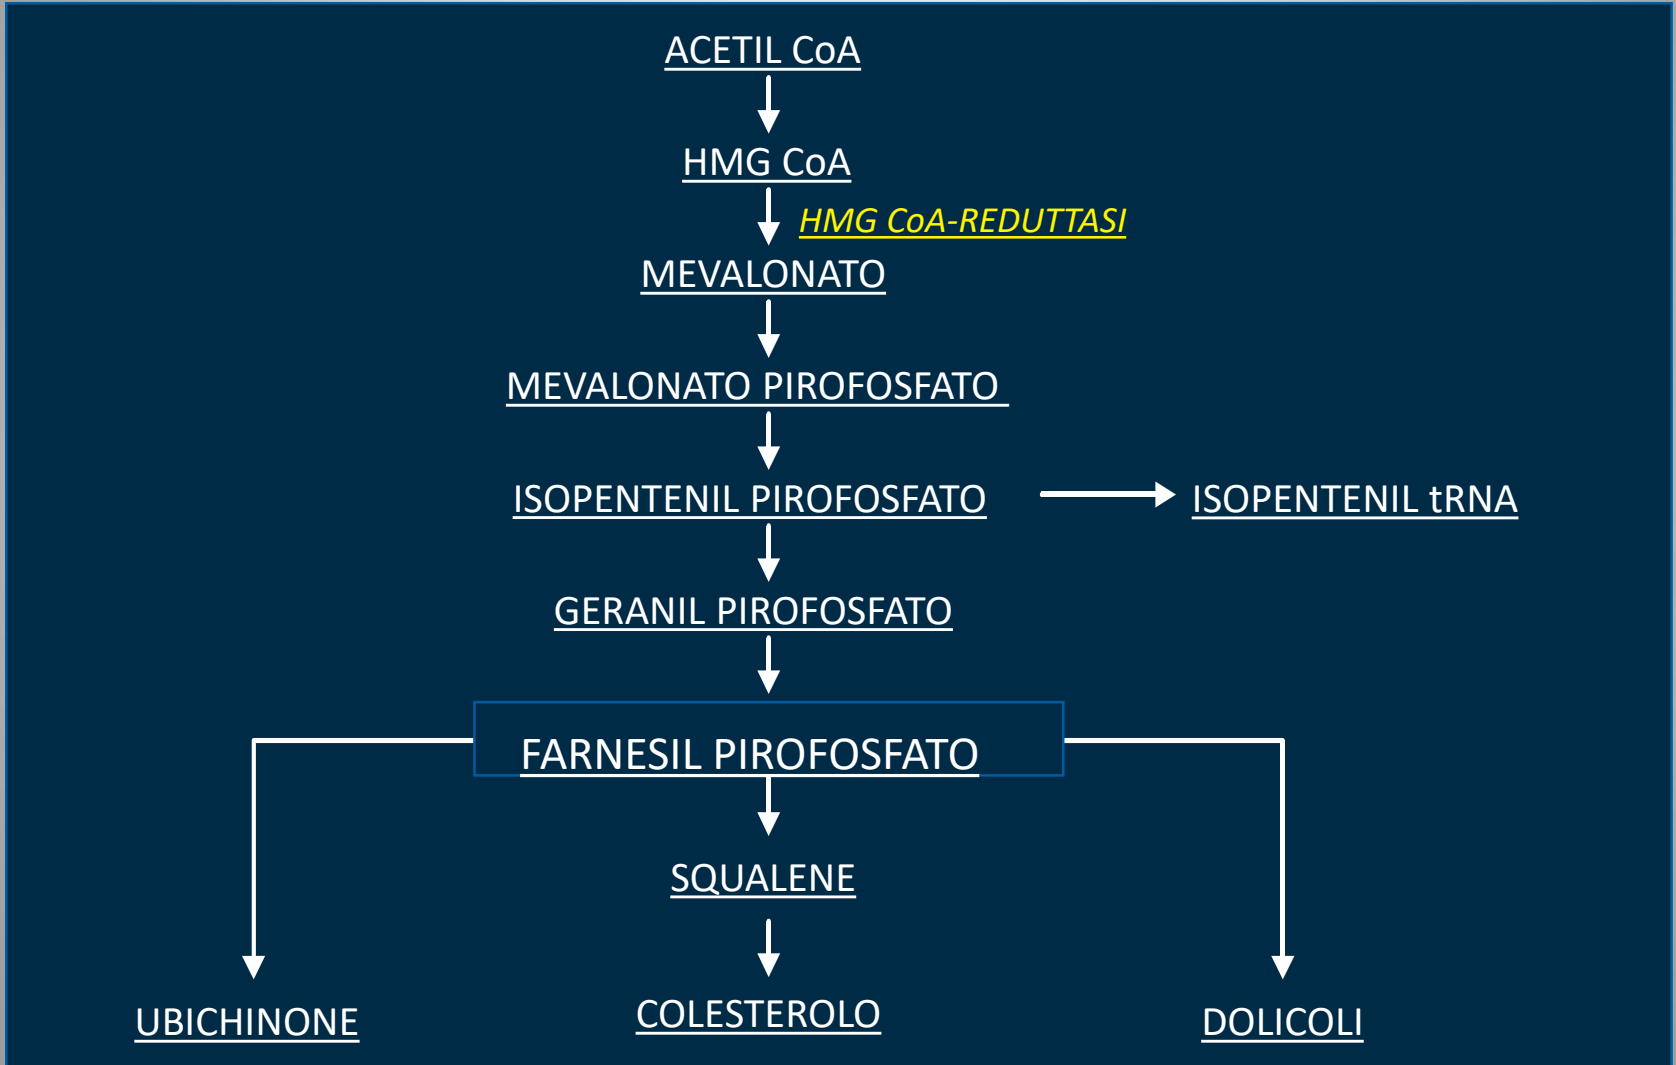 ACETIL CoA
HMG CoA
HMG CoA-REDUTTASI
MEVALONATO
MEVALONATO PIROFOSFATO
ISOPENTENIL PIROFOSFATO
ISOPENTENIL tRNA
GERANIL PIROFOSFATO
FARNESIL PIROFOSFATO
SQUALENE
UBICHINONE
COLESTEROLO
DOLICOLI